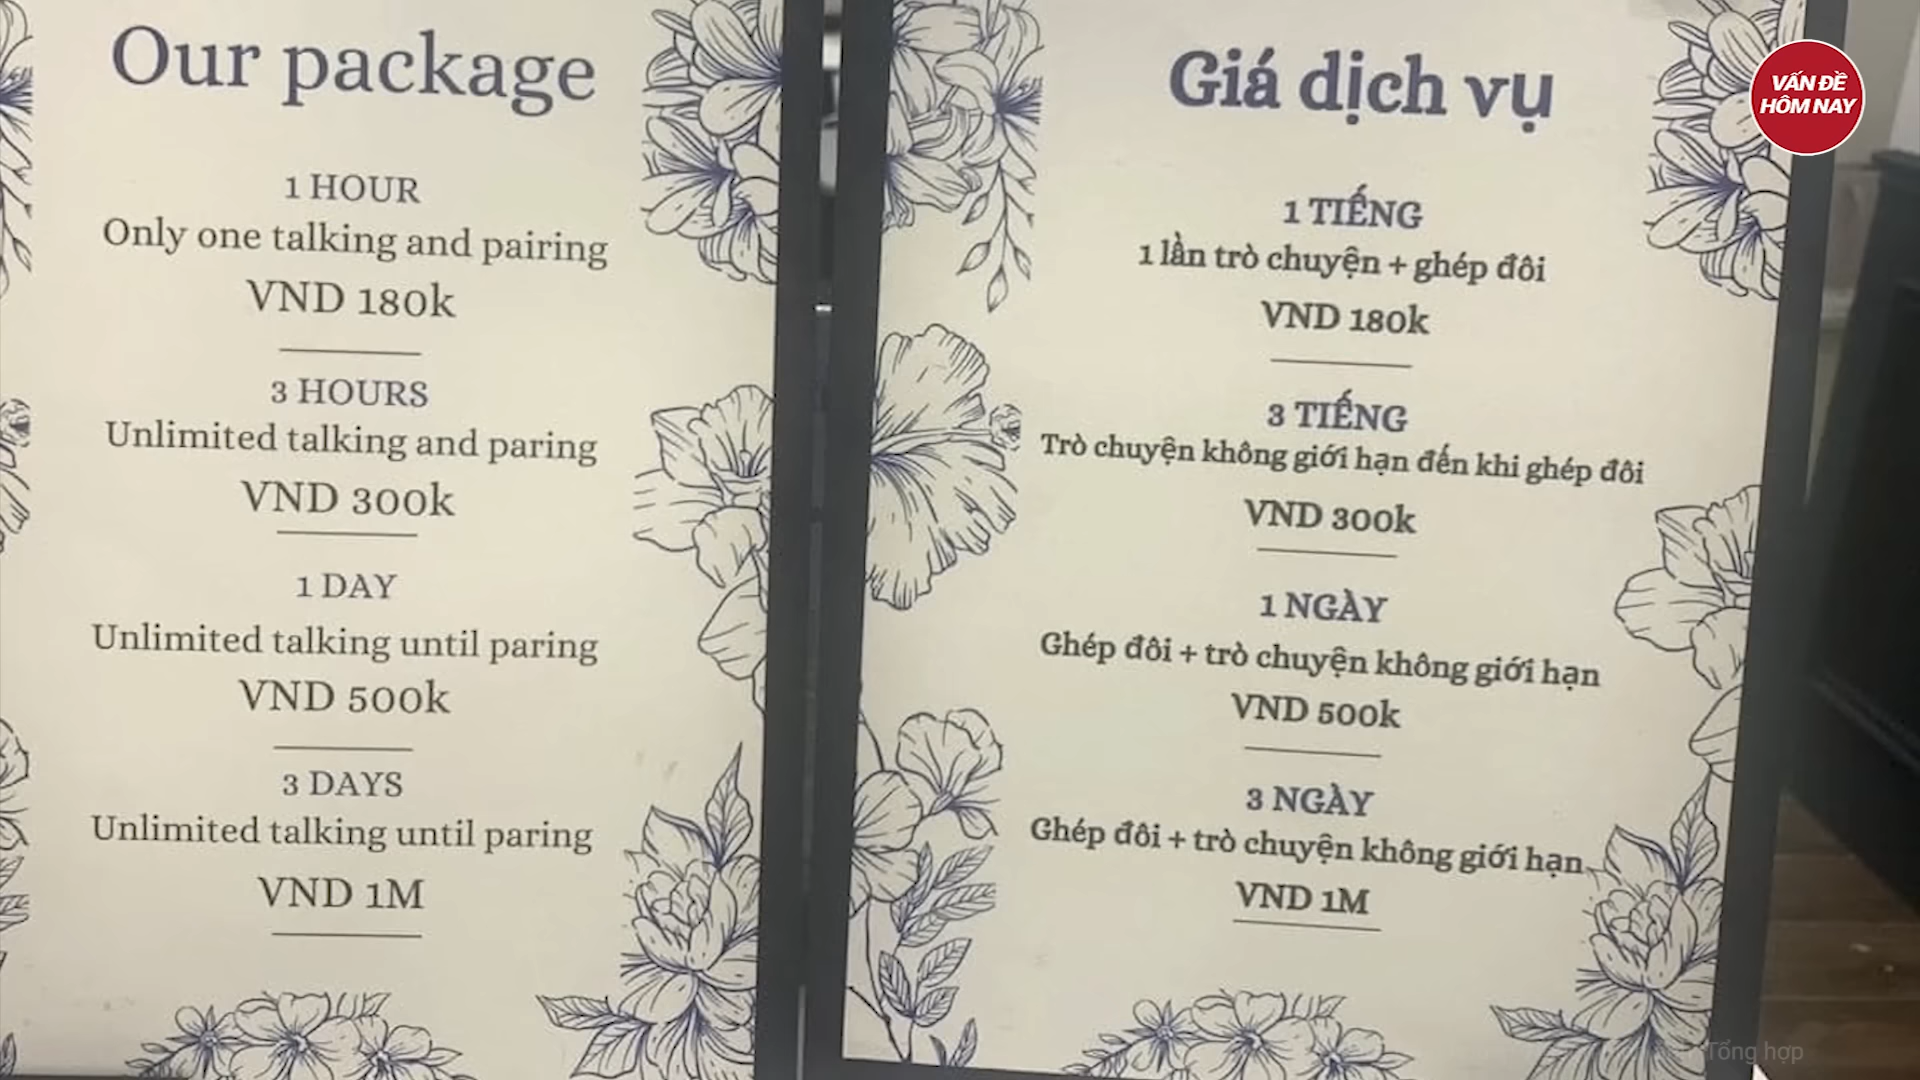 Our package
1 HOUR
Only one talking and pairing
VND 180k
3 HOURS
Unlimited talking and paring
VND 300k
1 DAY
Unlimited talking until paring
VND 500k
3 DAYS
Unlimited talking until paring
VND 1M
Giá dịch vụ
1 TIẾNG
1 lần trò chuyện + ghép đôi
VND 180k
3 TIẾNG
Trò chuyện không giới hạn đến khi ghép đôi
VND 300k
1 NGÀY
Ghép đôi + trò chuyện không giới hạn
VND 500k
3 NGÀY
Ghép đôi + trò chuyện không giới hạn
VND 1M
VẤN ĐỀ
HÔM NAY
Tổng hợp